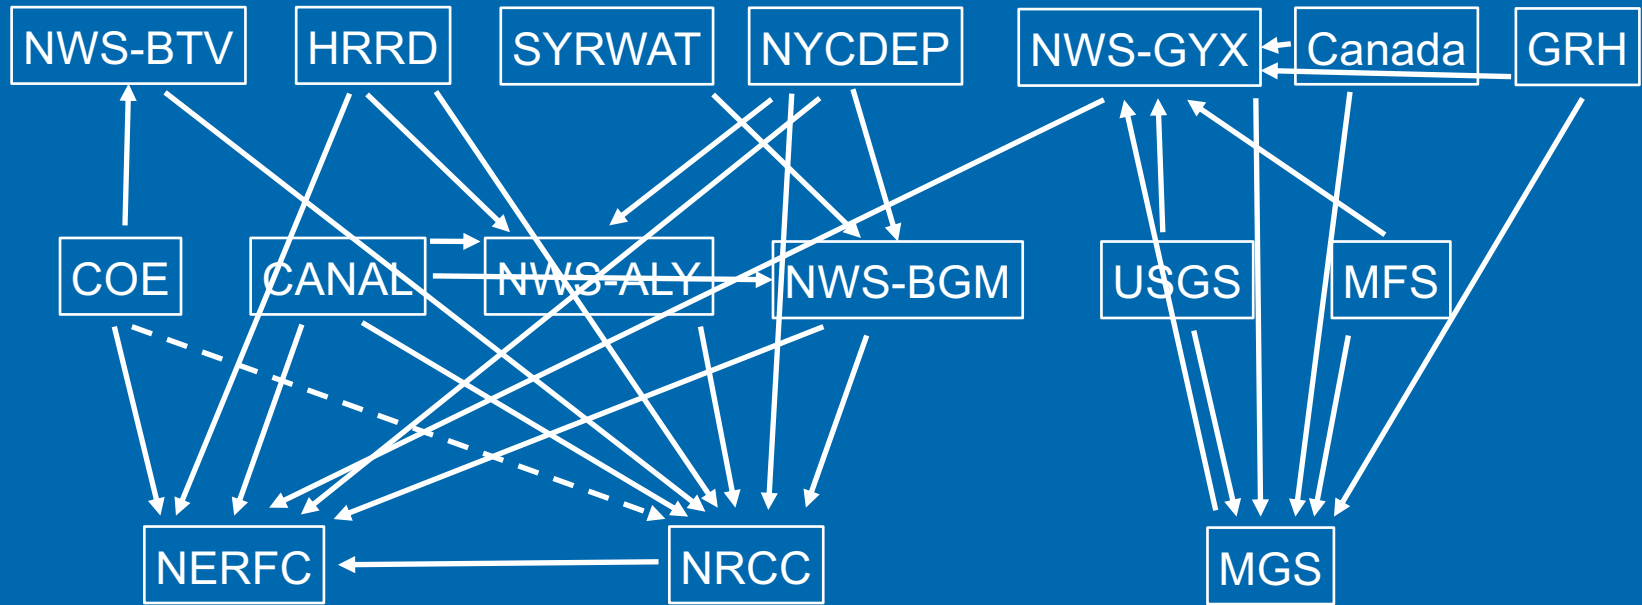 NWS-BTV
HRRD
SYRWAT
NYCDEP
NWS-GYX
Canada
GRH
COE
CANAL
NWS-ALY
NWS-BGM
USGS
MFS
NERFC
NRCC
MGS